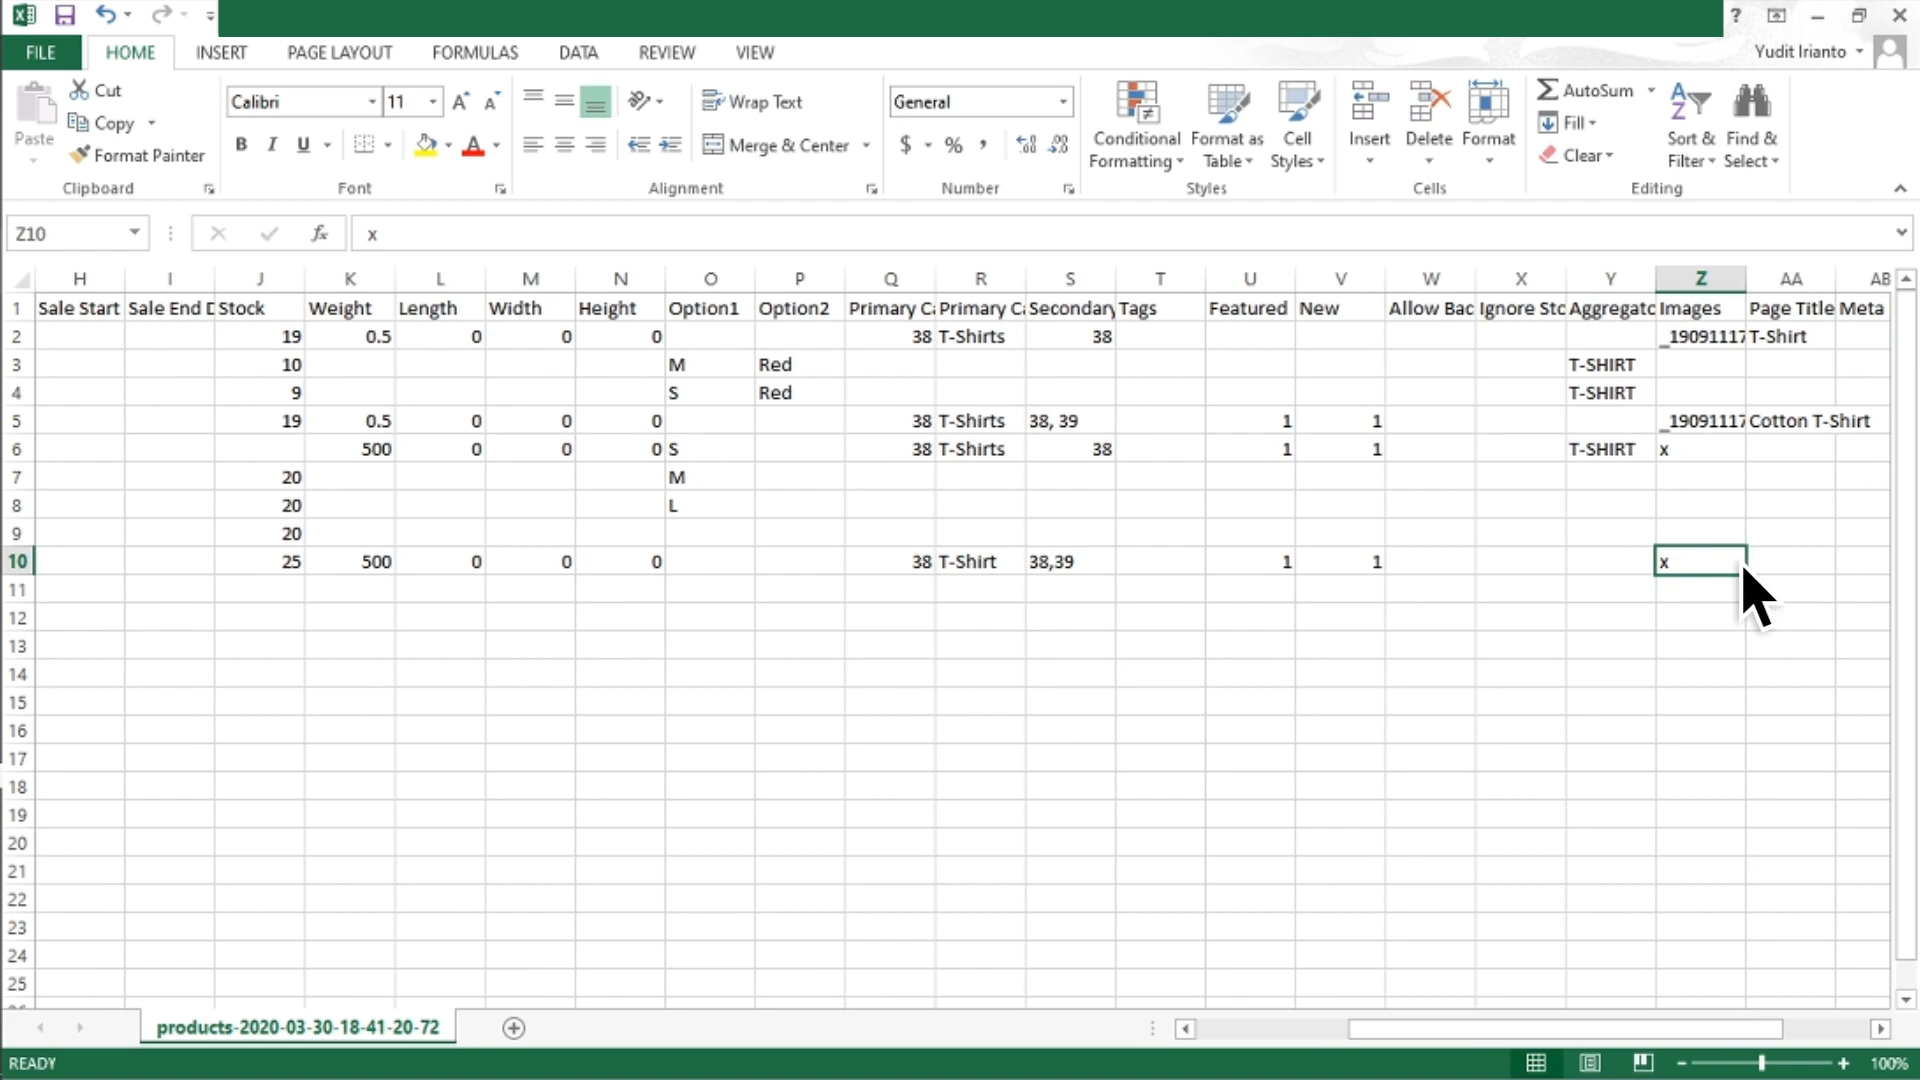 ?
Yudit Irianto
FILE HOME INSERT PAGE LAYOUT FORMULAS DATA REVIEW VIEW
Paste
Cut
Copy
Format Painter
Clipboard
Calibri 11
B I U
Font
Wrap Text
Merge & Center
Alignment
General
$ % ,
Number
Conditional Formatting
Format as Table
Cell Styles
Styles
Insert Delete Format
Cells
AutoSum
Fill
Clear
Sort & Filter
Find & Select
Editing
Z10 fx x
H I J K L M N O P Q R S T U V W X Y Z AA AB
1 Sale Start Sale End D Stock Weight Length Width Height Option1 Option2 Primary Ca Primary Ca Secondary Tags Featured New Allow Bac Ignore Sto Aggregato Images Page Title Meta
2 19 0.5 0 0 0 38 T-Shirts 38 _19091117 T-Shirt
3 10 M Red T-SHIRT
4 9 S Red T-SHIRT
5 19 0.5 0 0 0 38 T-Shirts 38, 39 1 1 _19091117 Cotton T-Shirt
6 500 0 0 0 S 38 T-Shirts 38 1 1 T-SHIRT x
7 20 M
8 20 L
9 20
10 25 500 0 0 0 38 T-Shirt 38,39 1 1 x
11
12
13
14
15
16
17
18
19
20
21
22
23
24
25
products-2020-03-30-18-41-20-72
READY 100%